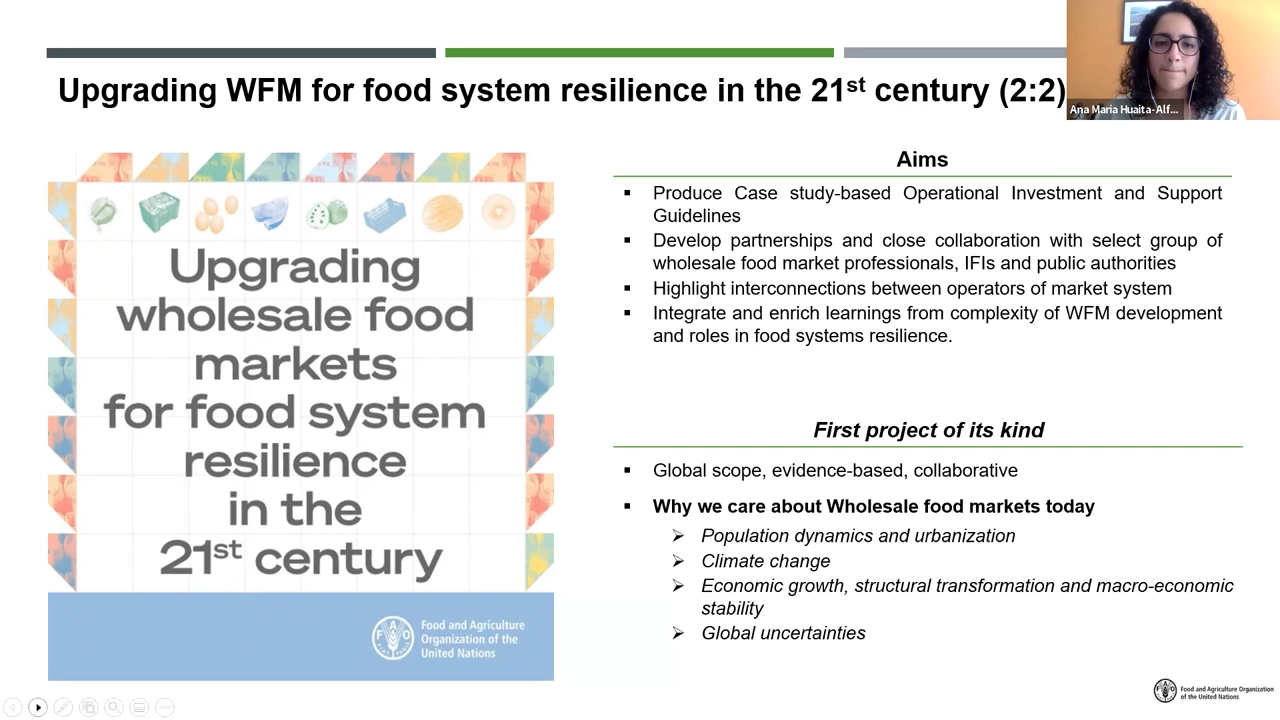 Upgrading WFM for food system resilience in the 21st century (2:2)
Ana Maria Huaita-Alf...
Upgrading
wholesale food
markets
for food system
resilience
in the
21st century
Food and Agriculture
Organization of the
United Nations
Aims
▪ Produce Case study-based Operational Investment and Support
Guidelines
▪ Develop partnerships and close collaboration with select group of
wholesale food market professionals, IFIs and public authorities
▪ Highlight interconnections between operators of market system
▪ Integrate and enrich learnings from complexity of WFM development
and roles in food systems resilience.
First project of its kind
▪ Global scope, evidence-based, collaborative
▪ Why we care about Wholesale food markets today
➢ Population dynamics and urbanization
➢ Climate change
➢ Economic growth, structural transformation and macro-economic
stability
➢ Global uncertainties
Food and Agriculture Organization
of the United Nations